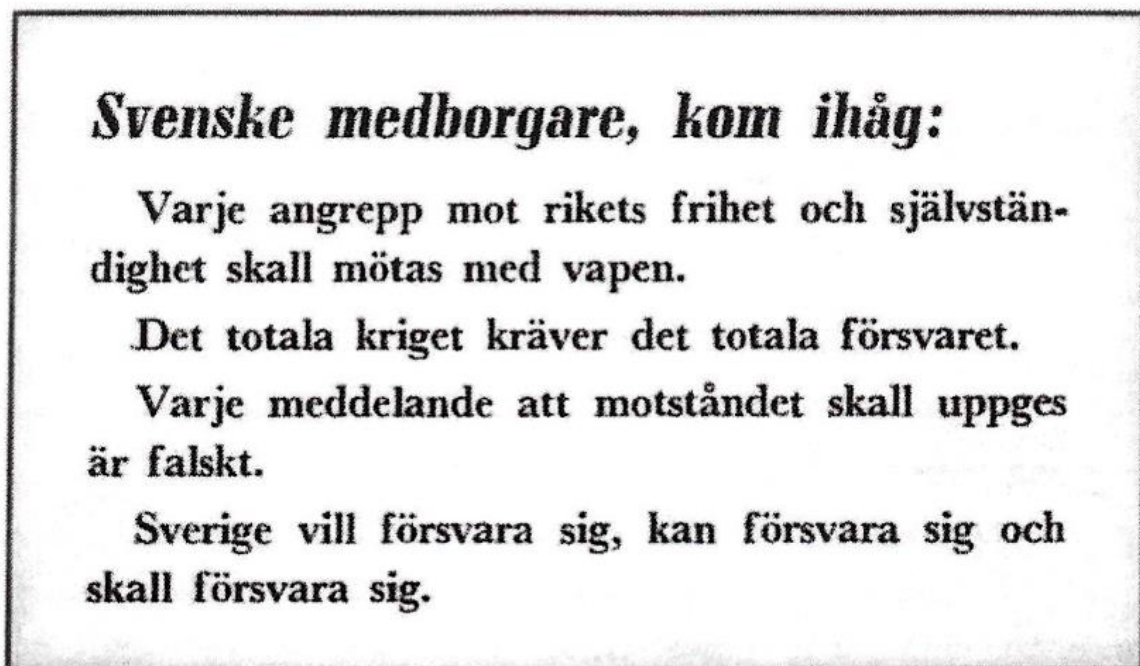 Svenske medborgare, kom ihåg:
Varje angrepp mot rikets frihet och självstän-
dighet skall mötas med vapen.
Det totala kriget kräver det totala försvaret.
Varje meddelande att motståndet skall uppges
är falskt.
Sverige vill försvara sig, kan försvara sig och
skall försvara sig.